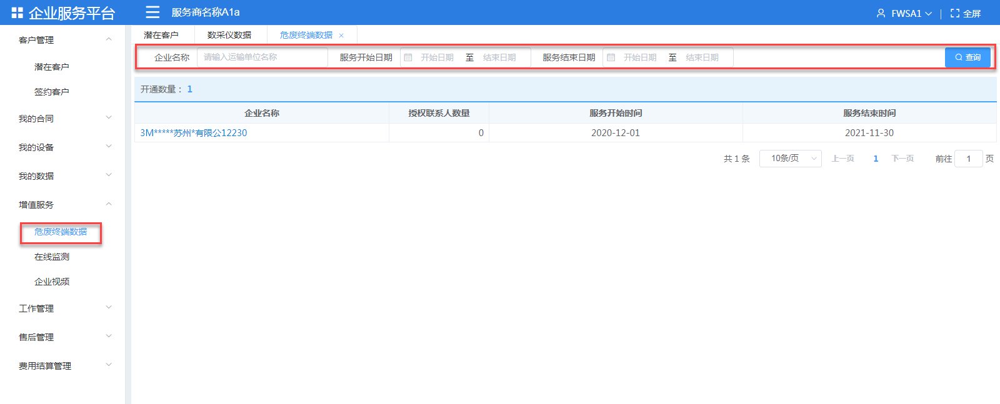 企业服务平台 服务商名称A1a FWSA1 全屏
客户管理
潜在客户
签约客户
我的合同
我的设备
我的数据
增值服务
危废终端数据
在线监测
企业视频
工作管理
售后管理
费用结算管理
潜在客户 数采仪数据 危废终端数据 ×
企业名称 请输入运输单位名称 服务开始日期 开始日期 至 结束日期 服务结束日期 开始日期 至 结束日期 查询
开通数量： 1
企业名称 授权联系人数量 服务开始时间 服务结束时间
3M*****苏州*有限公12230 0 2020-12-01 2021-11-30
共 1 条 10条/页 上一页 1 下一页 前往 1 页